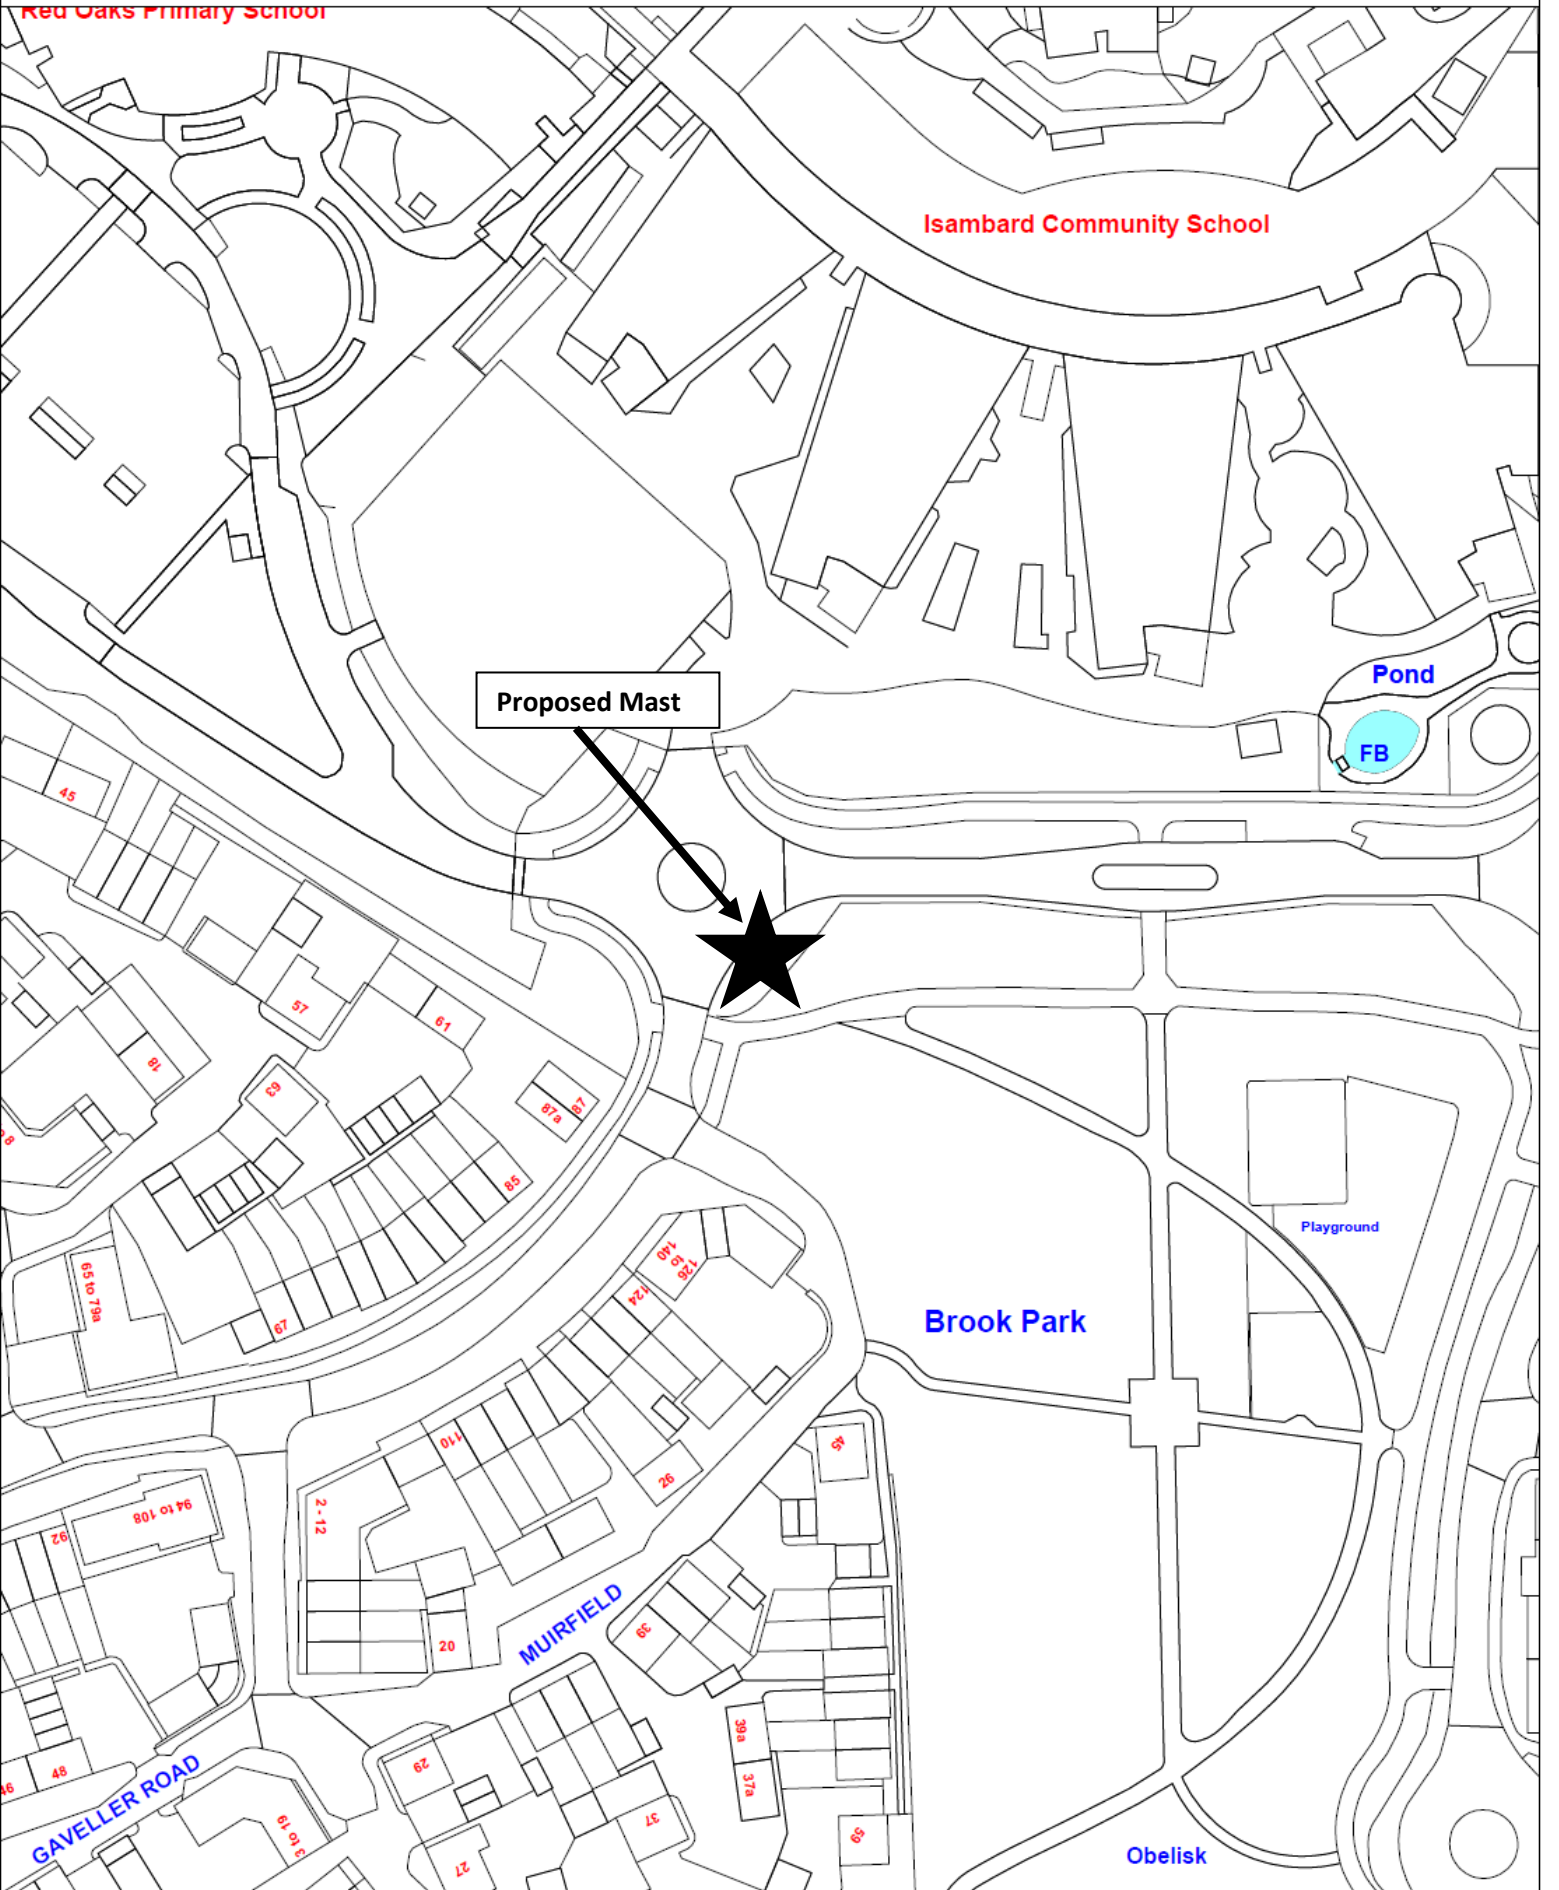 Red Oaks Primary School
Isambard Community School
Pond
FB
Proposed Mast
45
57
61
18
63
87a
87
85
65 to 79a
67
140
to
126
124
Playground
Brook Park
110
26
45
2 - 12
94 to 108
92
20
MUIRFIELD
39
39a
37a
29
37
27
59
46
48
GAVELLER ROAD
3 to 19
Obelisk